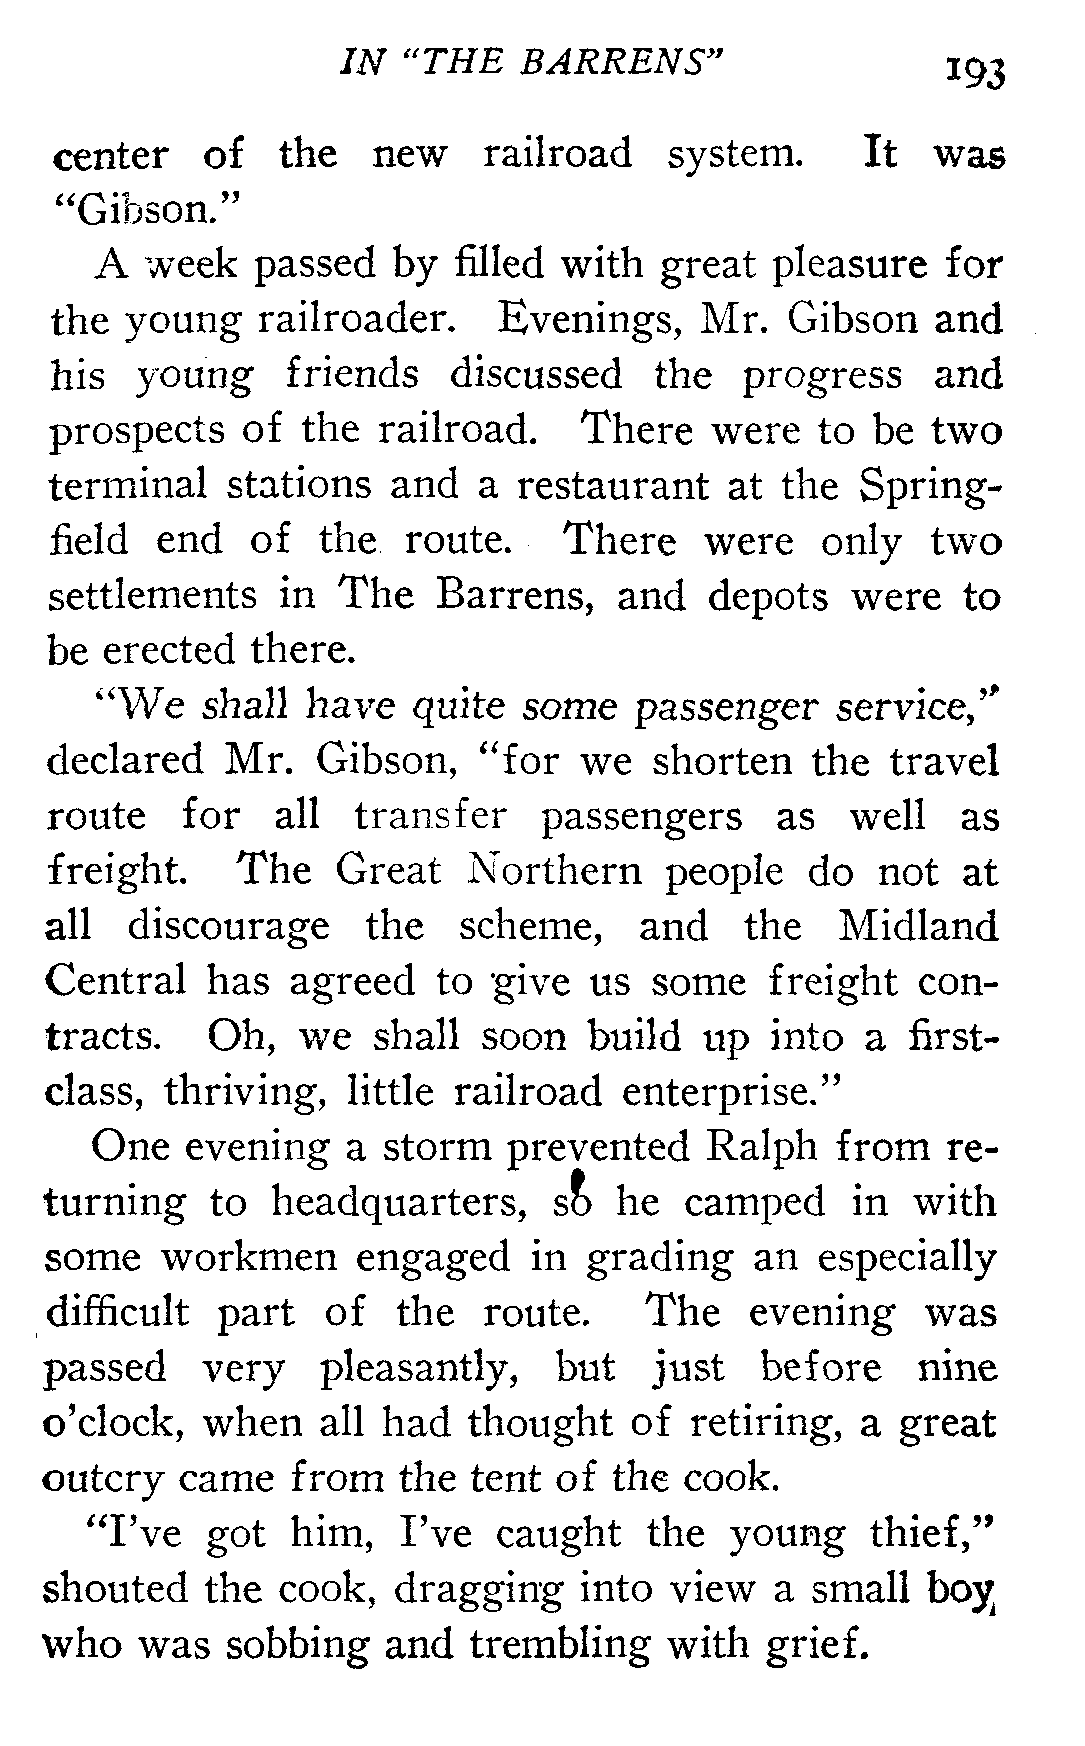 IN "THE BARRENS" 193
center of the new railroad system. It was
"Gibson."
A week passed by filled with great pleasure for
the young railroader. Evenings, Mr. Gibson and
his young friends discussed the progress and
prospects of the railroad. There were to be two
terminal stations and a restaurant at the Spring-
field end of the route. There were only two
settlements in The Barrens, and depots were to
be erected there.
"We shall have quite some passenger service,"
declared Mr. Gibson, "for we shorten the travel
route for all transfer passengers as well as
freight. The Great Northern people do not at
all discourage the scheme, and the Midland
Central has agreed to give us some freight con-
tracts. Oh, we shall soon build up into a first-
class, thriving, little railroad enterprise."
One evening a storm prevented Ralph from re-
turning to headquarters, so he camped in with
some workmen engaged in grading an especially
difficult part of the route. The evening was
passed very pleasantly, but just before nine
o'clock, when all had thought of retiring, a great
outcry came from the tent of the cook.
"I've got him, I've caught the young thief,"
shouted the cook, dragging into view a small boy
who was sobbing and trembling with grief.